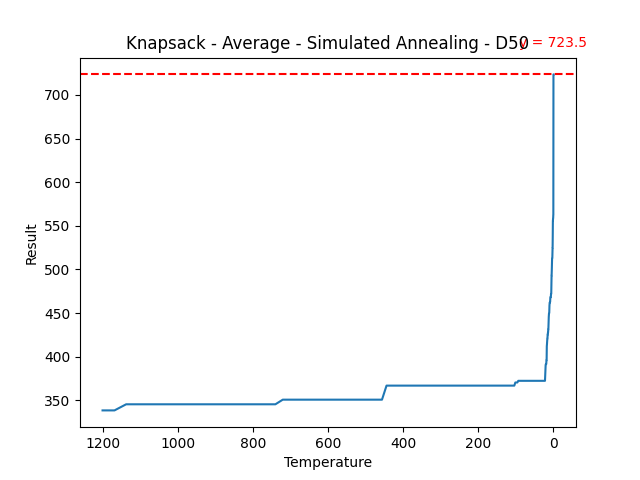 Knapsack - Average - Simulated Annealing - D50
y = 723.5
Result
700
650
600
550
500
450
400
350
1200 1000 800 600 400 200 0
Temperature